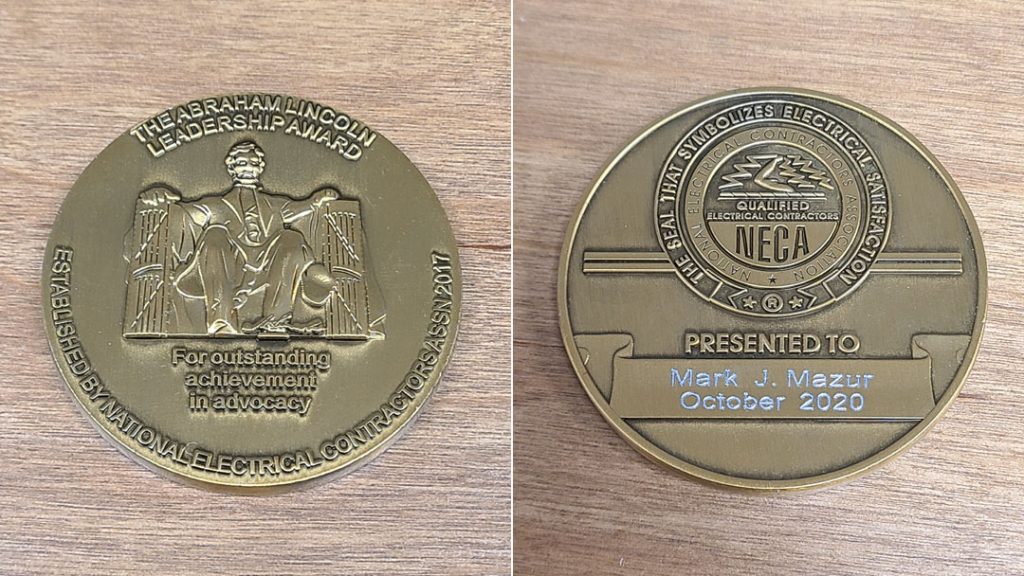 THE ABRAHAM LINCOLN
LEADERSHIP AWARD
For outstanding
achievement
in advocacy
ESTABLISHED BY NATIONAL ELECTRICAL CONTRACTORS ASSN 2017
THE SEAL THAT SYMBOLIZES ELECTRICAL SATISFACTION
NATIONAL ELECTRICAL CONTRACTORS ASSOCIATION
QUALIFIED
ELECTRICAL CONTRACTORS
NECA
®
PRESENTED TO
Mark J. Mazur
October 2020